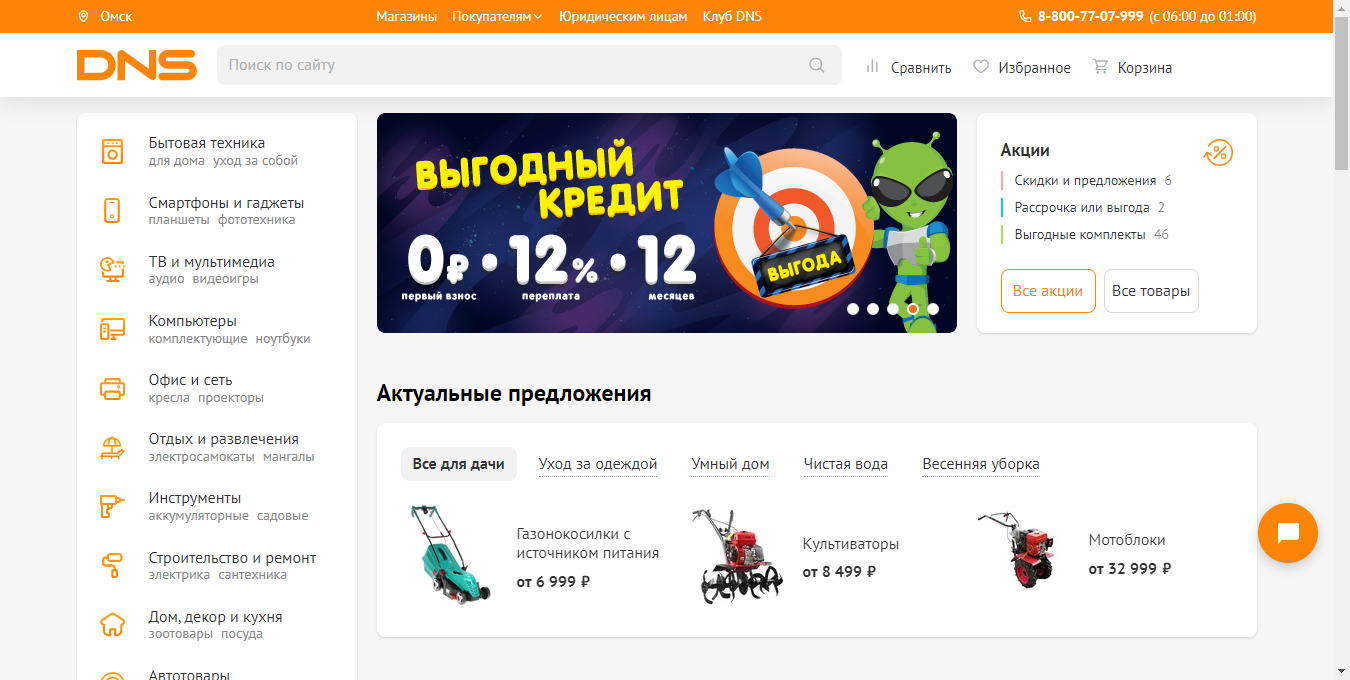 Омск
Магазины Покупателям Юридическим лицам Клуб DNS
8-800-77-07-999 (с 06:00 до 01:00)
DNS
Поиск по сайту
Сравнить
Избранное
Корзина
Бытовая техника
для дома уход за собой
Смартфоны и гаджеты
планшеты фототехника
ТВ и мультимедиа
аудио видеоигры
Компьютеры
комплектующие ноутбуки
Офис и сеть
кресла проекторы
Отдых и развлечения
электросамокаты мангалы
Инструменты
аккумуляторные садовые
Строительство и ремонт
электрика сантехника
Дом, декор и кухня
зоотовары посуда
Автотовары
ВЫГОДНЫЙ
КРЕДИТ
0₽ • 12% • 12
первый взнос переплата месяцев
ВЫГОДА
Акции
Скидки и предложения 6
Рассрочка или выгода 2
Выгодные комплекты 46
Все акции Все товары
Актуальные предложения
Все для дачи Уход за одеждой Умный дом Чистая вода Весенняя уборка
Газонокосилки с
источником питания
от 6 999 ₽
Культиваторы
от 8 499 ₽
Мотоблоки
от 32 999 ₽